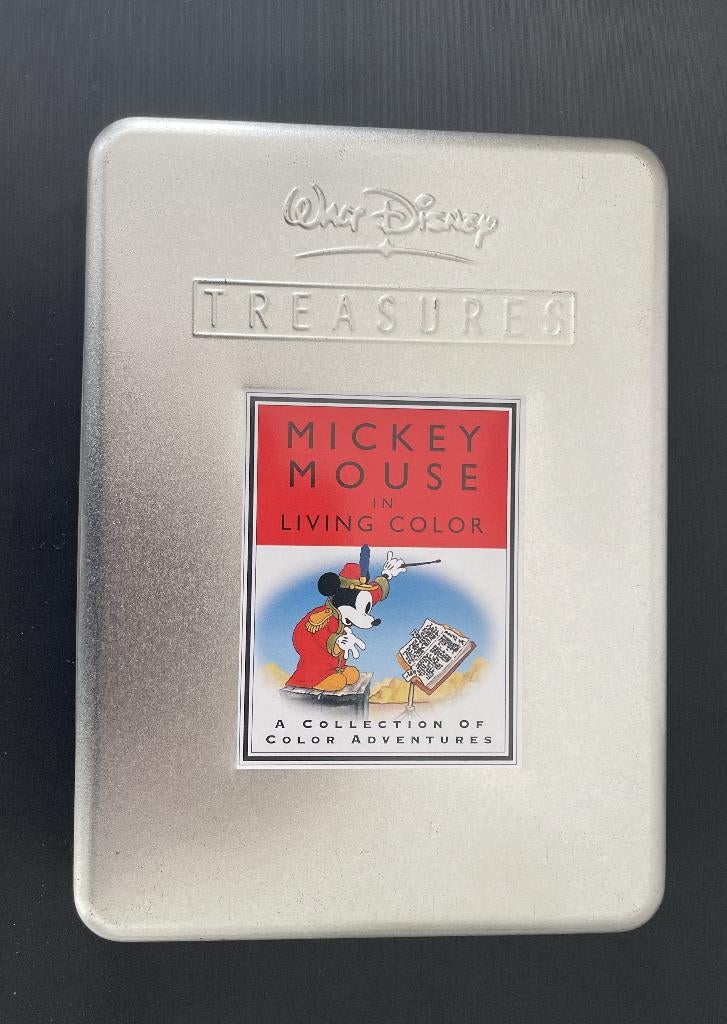 Walt Disney
TREASURES
MICKEY
MOUSE
IN
LIVING COLOR
A COLLECTION OF
COLOR ADVENTURES